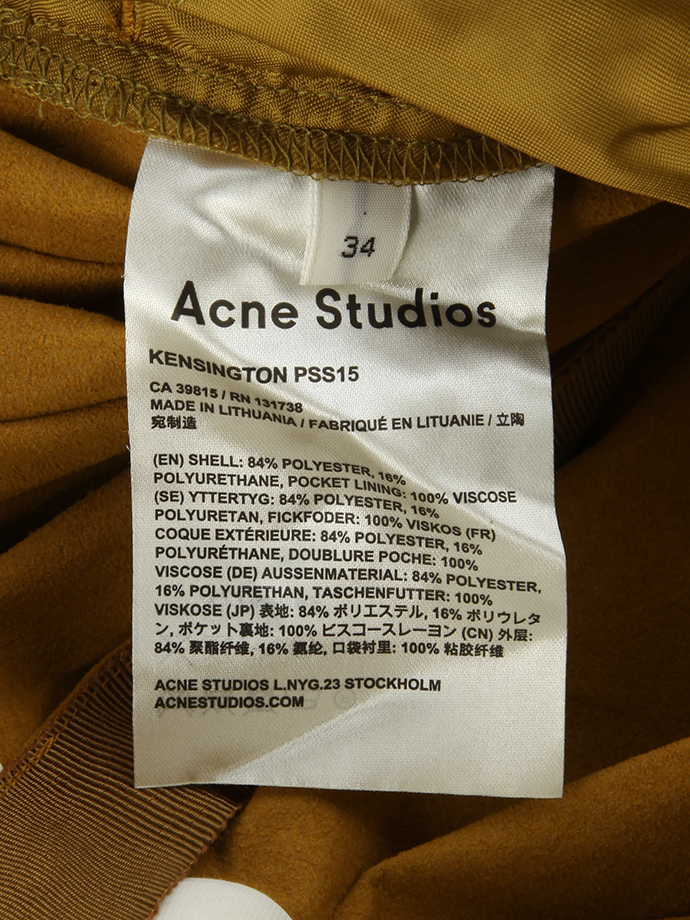 34
Acne Studios
KENSINGTON PSS15
CA 39815 / RN 131738
MADE IN LITHUANIA / FABRIQUÉ EN LITUANIE / 立陶
宛制造
(EN) SHELL: 84% POLYESTER, 16%
POLYURETHANE, POCKET LINING: 100% VISCOSE
(SE) YTTERTYG: 84% POLYESTER, 16%
POLYURETAN, FICKFODER: 100% VISKOS (FR)
COQUE EXTÉRIEURE: 84% POLYESTER, 16%
POLYURÉTHANE, DOUBLURE POCHE: 100%
VISCOSE (DE) AUSSENMATERIAL: 84% POLYESTER,
16% POLYURETHAN, TASCHENFUTTER: 100%
VISKOSE (JP) 表地: 84% ポリエステル, 16% ポリウレタ
ン, ポケット裏地: 100% ビスコースレーヨン (CN) 外层:
84% 聚酯纤维, 16% 氨纶, 口袋衬里: 100% 粘胶纤维
ACNE STUDIOS L.NYG.23 STOCKHOLM
ACNESTUDIOS.COM